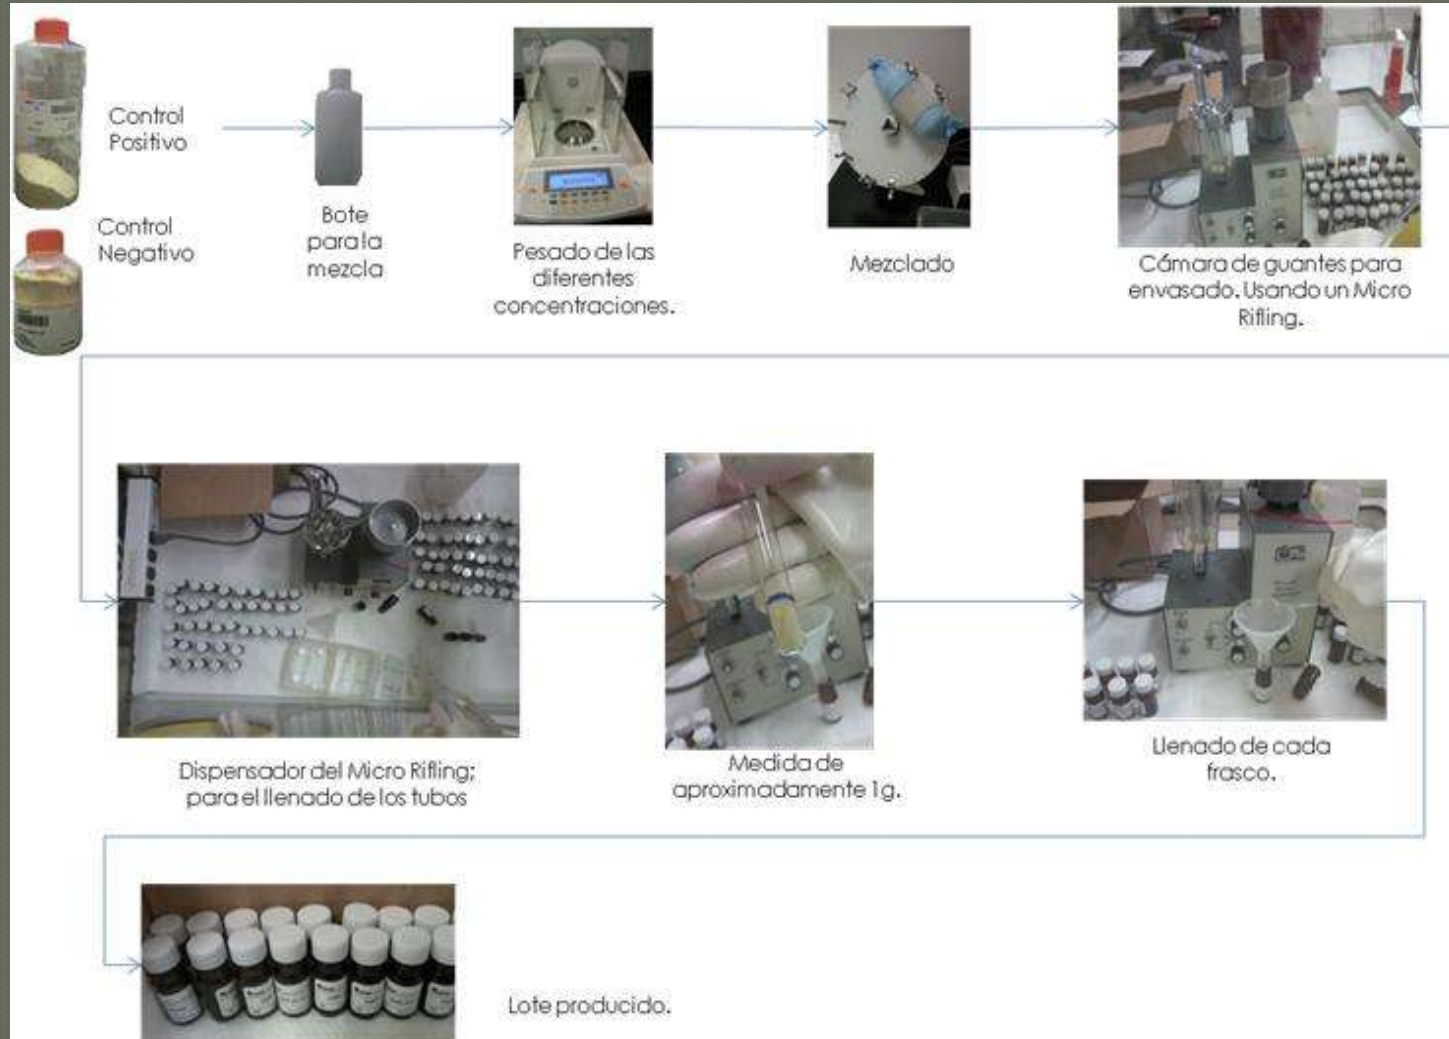 Control
Positivo
Control
Negativo
Bote
para la
mezcla
Pesado de las
diferentes
concentraciones.
Mezclado
Cámara de guantes para
envasado. Usando un Micro
Rifling.
Dispensador del Micro Rifling;
para el llenado de los tubos
Medida de
aproximadamente 1g.
Llenado de cada
frasco.
Lote producido.